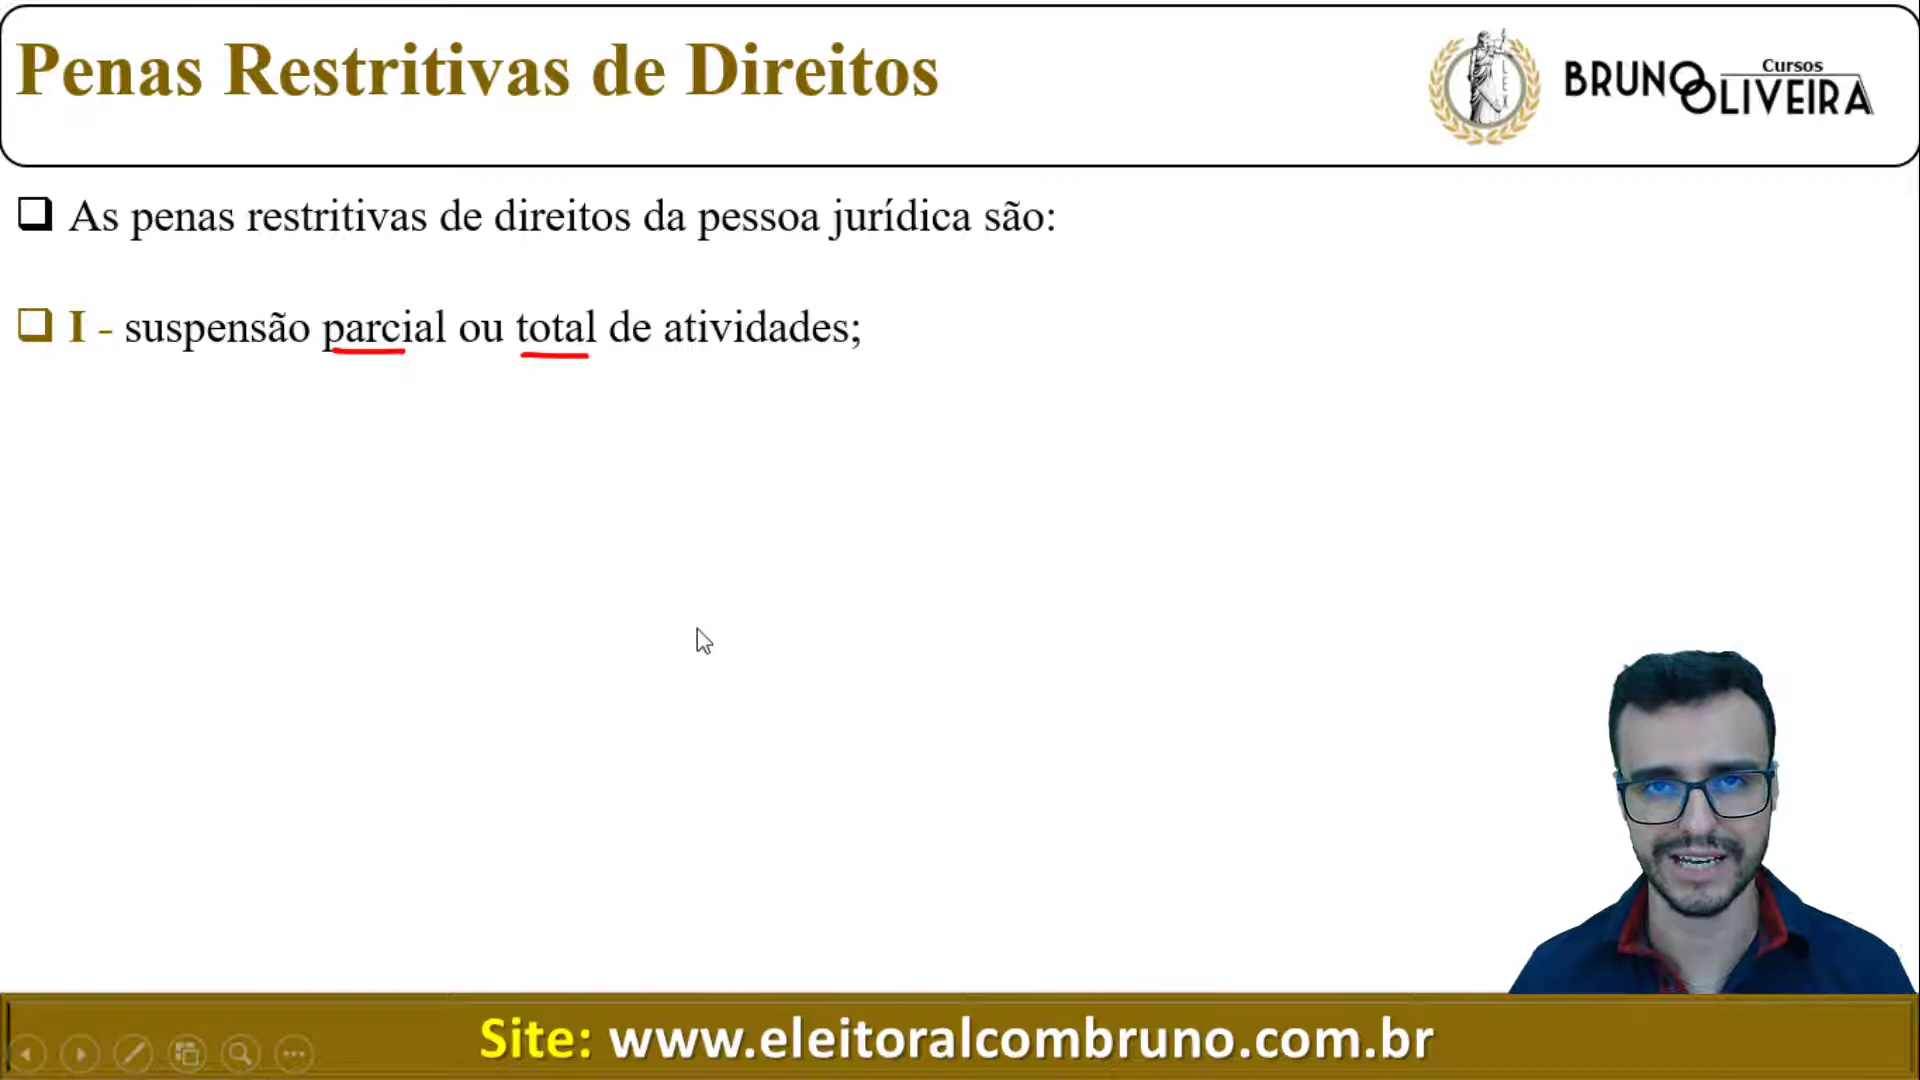 Penas Restritivas de Direitos
LEX
Cursos
BRUNO OLIVEIRA
As penas restritivas de direitos da pessoa jurídica são:
I - suspensão parcial ou total de atividades;
Site: www.eleitoralcombruno.com.br